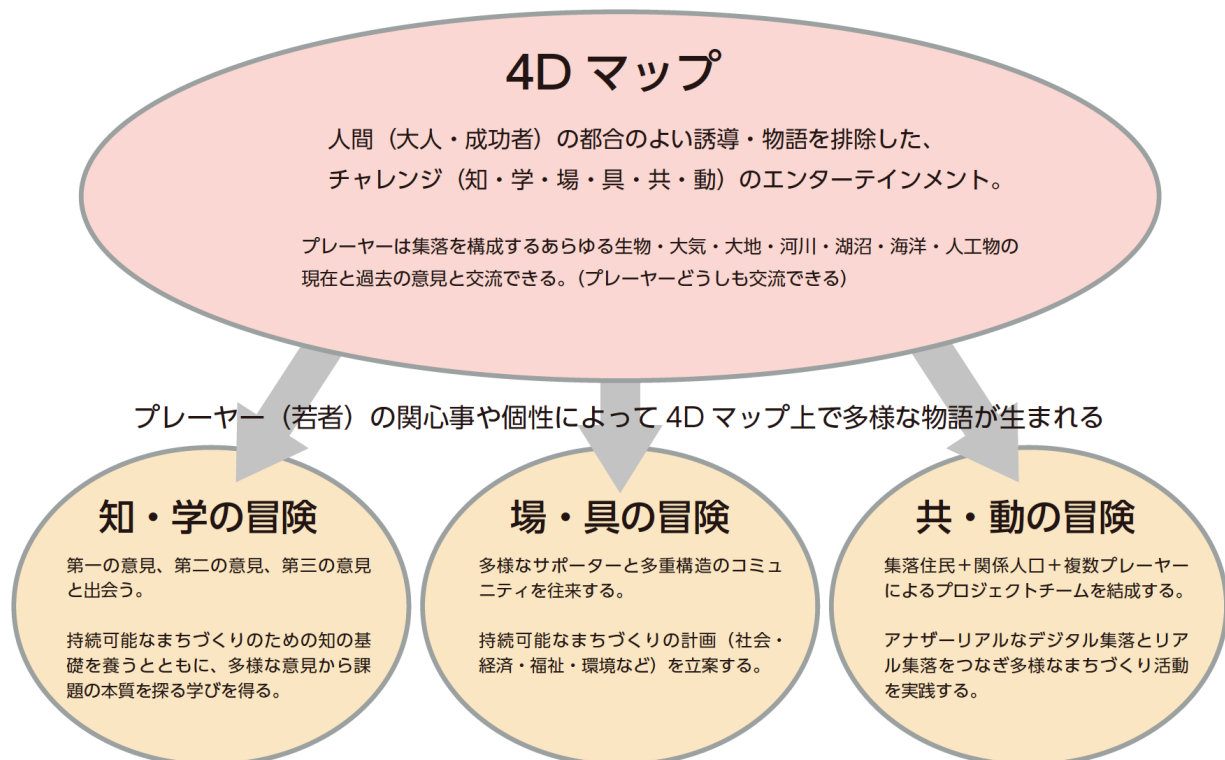 4D マップ
人間（大人・成功者）の都合のよい誘導・物語を排除した、
チャレンジ（知・学・場・具・共・動）のエンターテインメント。
プレーヤーは集落を構成するあらゆる生物・大気・大地・河川・湖沼・海洋・人工物の
現在と過去の意見と交流できる。（プレーヤーどうしも交流できる）
プレーヤー（若者）の関心事や個性によって 4D マップ上で多様な物語が生まれる
知・学の冒険
第一の意見、第二の意見、第三の意見
と出会う。
持続可能なまちづくりのための知の基
礎を養うとともに、多様な意見から課
題の本質を探る学びを得る。
場・具の冒険
多様なサポーターと多重構造のコミュ
ニティを往来する。
持続可能なまちづくりの計画（社会・
経済・福祉・環境など）を立案する。
共・動の冒険
集落住民＋関係人口＋複数プレーヤー
によるプロジェクトチームを結成する。
アナザーリアルなデジタル集落とリア
ル集落をつなぎ多様なまちづくり活動
を実践する。